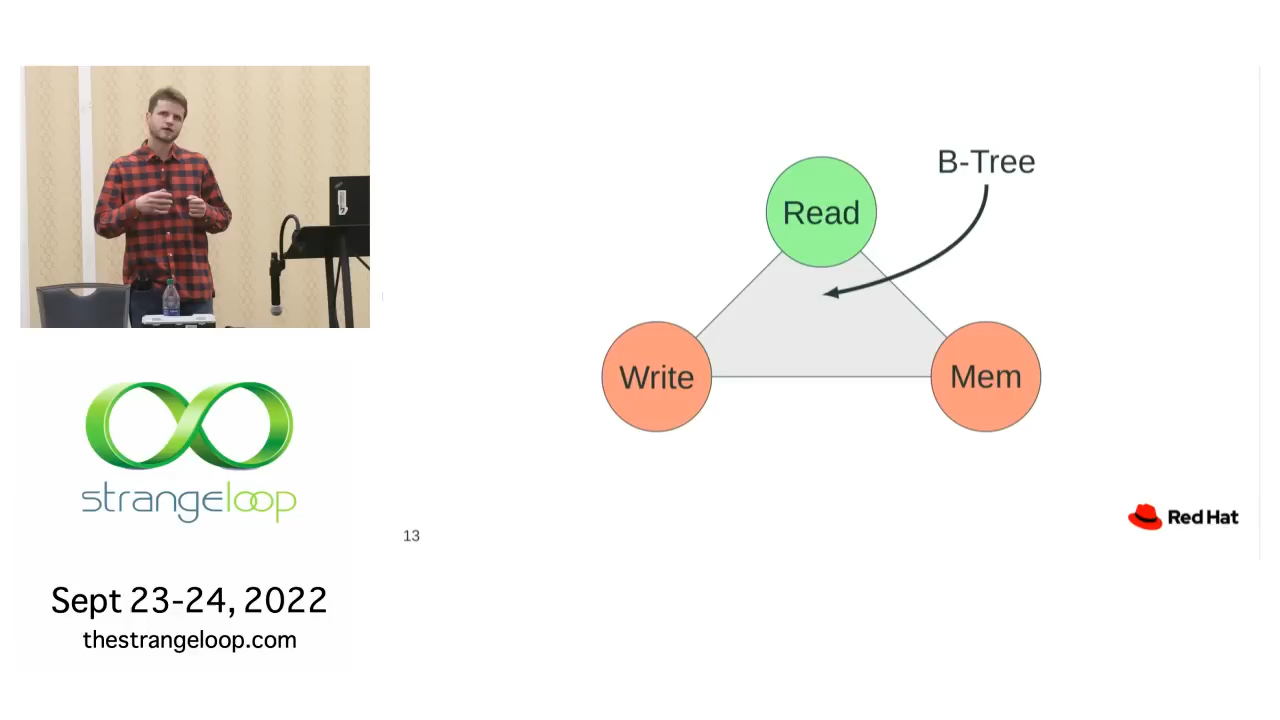 B-Tree
Read
Write
Mem
Red Hat
13
strangeloop
Sept 23-24, 2022
thestrangeloop.com